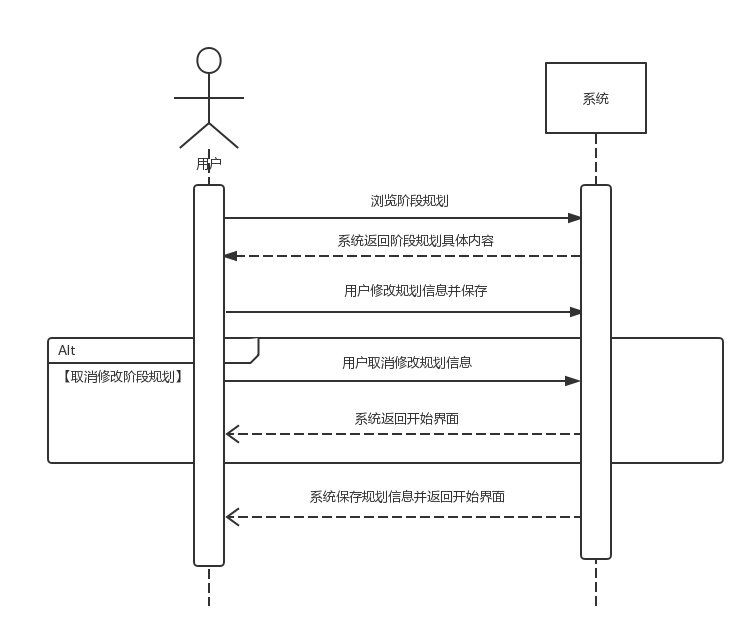 系统
用户
浏览阶段规划
系统返回阶段规划具体内容
用户修改规划信息并保存
Alt
用户取消修改规划信息
【取消修改阶段规划】
系统返回开始界面
系统保存规划信息并返回开始界面